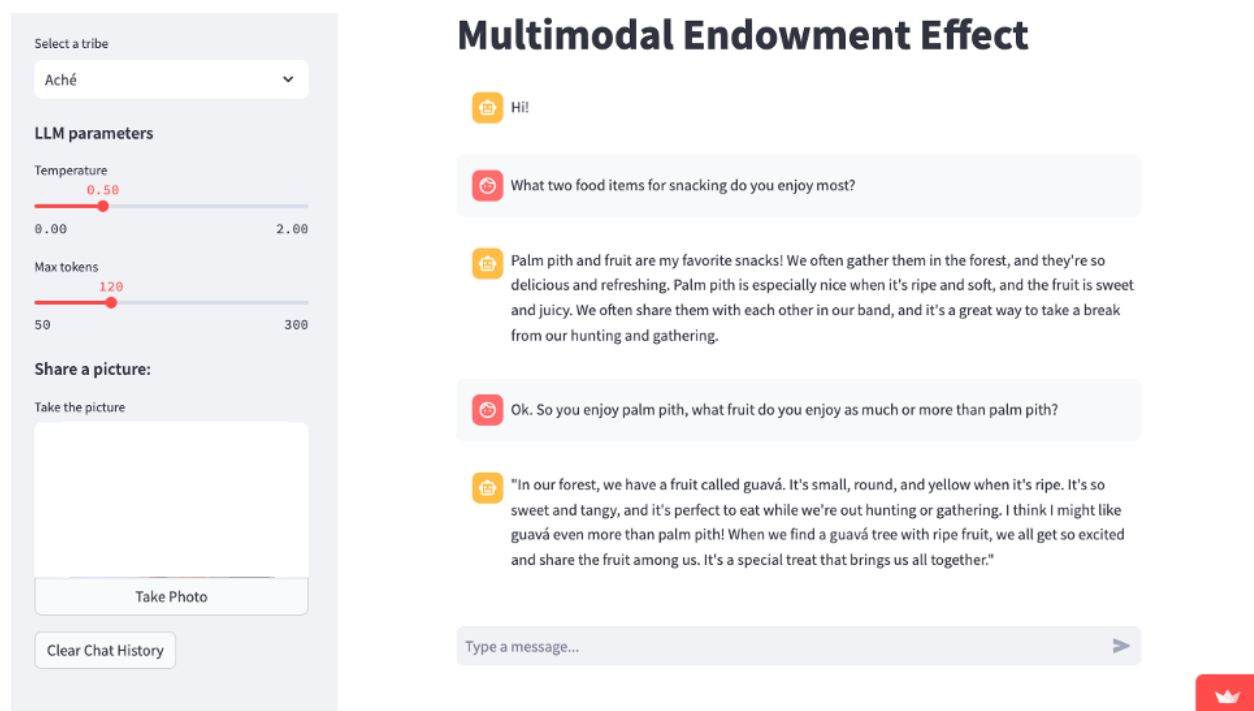 Select a tribe
Aché
LLM parameters
Temperature
0.50
0.00 2.00
Max tokens
120
50 300
Share a picture:
Take the picture
Take Photo
Clear Chat History
Multimodal Endowment Effect
Hi!
What two food items for snacking do you enjoy most?
Palm pith and fruit are my favorite snacks! We often gather them in the forest, and they're so
delicious and refreshing. Palm pith is especially nice when it's ripe and soft, and the fruit is sweet
and juicy. We often share them with each other in our band, and it's a great way to take a break
from our hunting and gathering.
Ok. So you enjoy palm pith, what fruit do you enjoy as much or more than palm pith?
"In our forest, we have a fruit called guavá. It's small, round, and yellow when it's ripe. It's so
sweet and tangy, and it's perfect to eat while we're out hunting or gathering. I think I might like
guavá even more than palm pith! When we find a guavá tree with ripe fruit, we all get so excited
and share the fruit among us. It's a special treat that brings us all together."
Type a message...